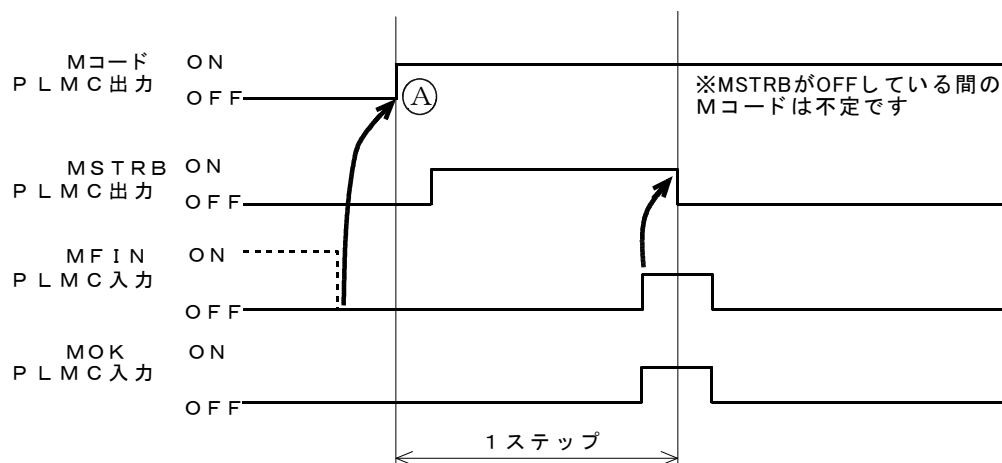 Mコード ON
PLMC出力
OFF
Ⓐ
※MSTRBがOFFしている間の
Mコードは不定です
MSTRB ON
PLMC出力
OFF
MFIN ON
PLMC入力
OFF
MOK ON
PLMC入力
OFF
1ステップ